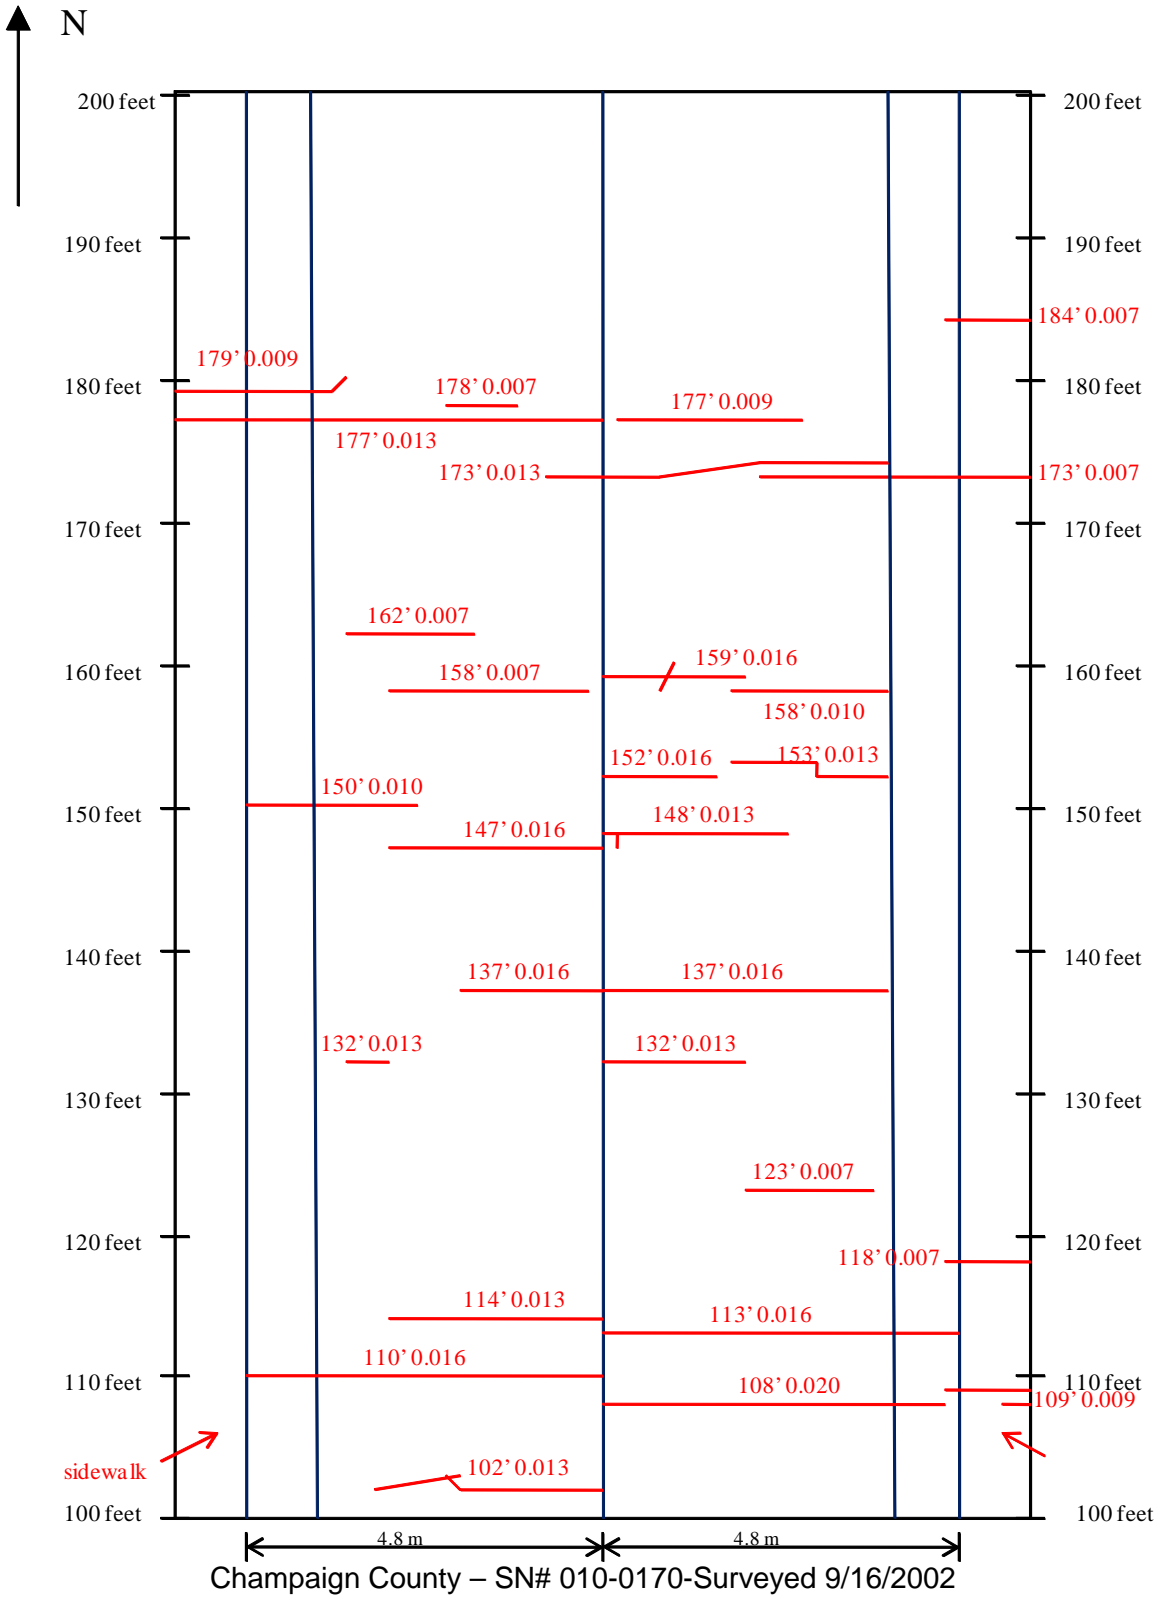 N
200 feet 200 feet
190 feet 190 feet
184’ 0.007
179’ 0.009
180 feet 178’ 0.007 180 feet
177’ 0.009
177’ 0.013
173’ 0.013 173’ 0.007
170 feet 170 feet
162’ 0.007
159’ 0.016
160 feet 158’ 0.007 160 feet
158’ 0.010
152’ 0.016 153’ 0.013
150’ 0.010
150 feet 148’ 0.013 150 feet
147’ 0.016
140 feet 140 feet
137’ 0.016 137’ 0.016
132’ 0.013 132’ 0.013
130 feet 130 feet
123’ 0.007
120 feet 120 feet
118’ 0.007
114’ 0.013
113’ 0.016
110’ 0.016
110 feet 108’ 0.020 110 feet
109’ 0.009
sidewalk 102’ 0.013
100 feet 100 feet
4.8 m 4.8 m
Champaign County – SN# 010-0170-Surveyed 9/16/2002